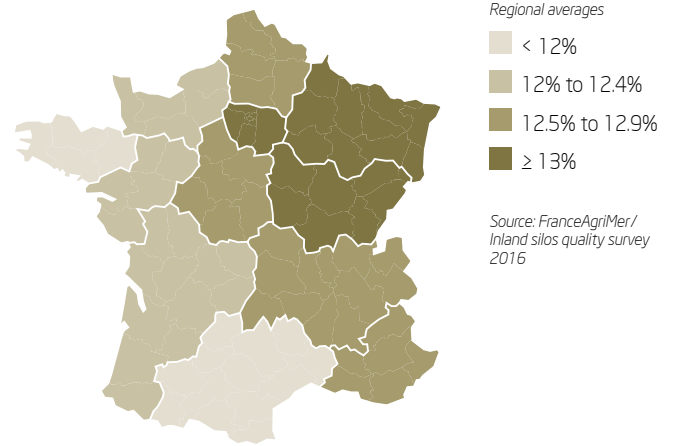 Regional averages
< 12%
12% to 12.4%
12.5% to 12.9%
≥ 13%
Source: FranceAgriMer/
Inland silos quality survey
2016